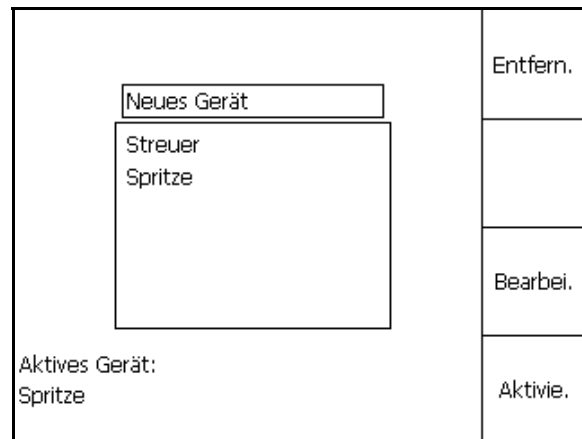 Entfern.
Neues Gerät
Streuer
Spritze
Bearbei.
Aktives Gerät:
Spritze
Aktivie.